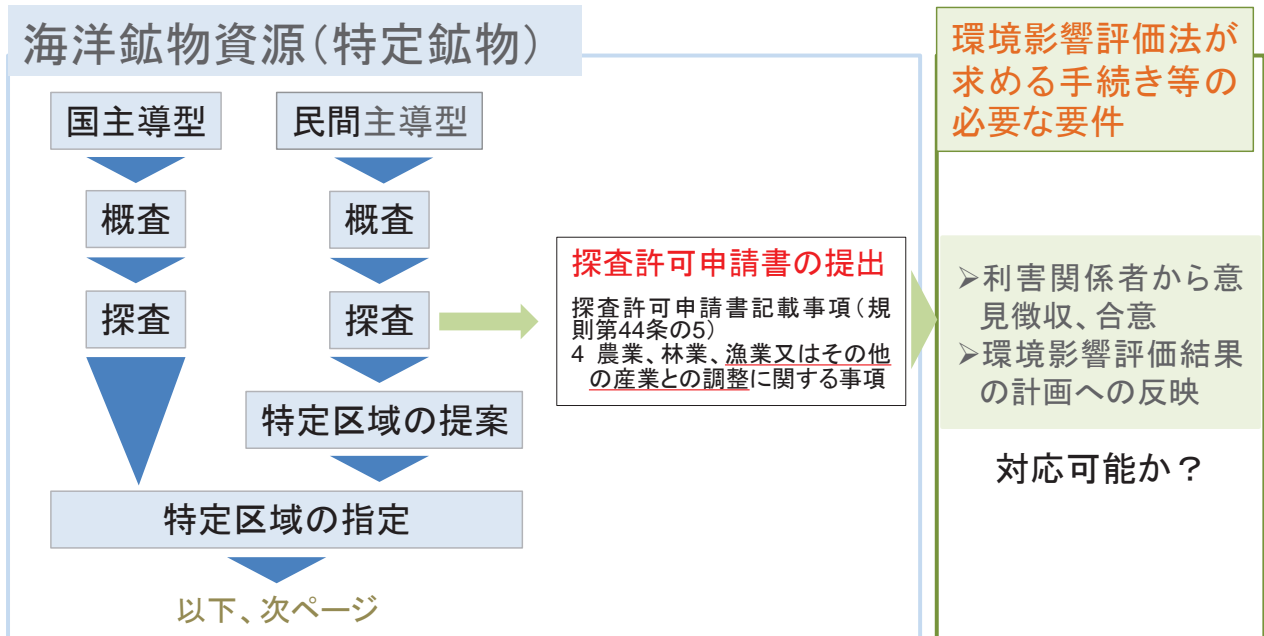 海洋鉱物資源（特定鉱物）
国主導型
民間主導型
概査
概査
探査
探査
特定区域の提案
特定区域の指定
以下、次ページ
探査許可申請書の提出
探査許可申請書記載事項（規
則第44条の5）
4 農業、林業、漁業又はその他
の産業との調整に関する事項
環境影響評価法が
求める手続き等の
必要な要件
➢利害関係者から意
見徴収、合意
➢環境影響評価結果
の計画への反映
対応可能か？